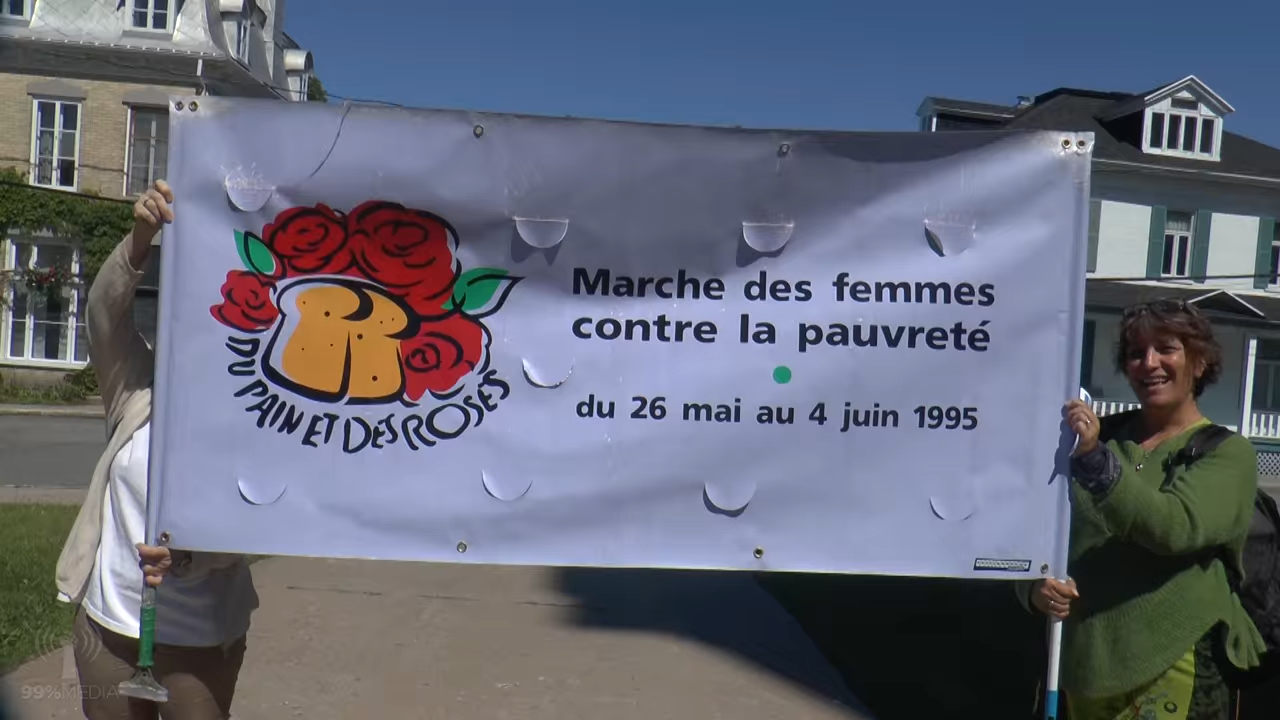 DU PAIN ET DES ROSES
Marche des femmes
contre la pauvreté
du 26 mai au 4 juin 1995
99%MEDIA